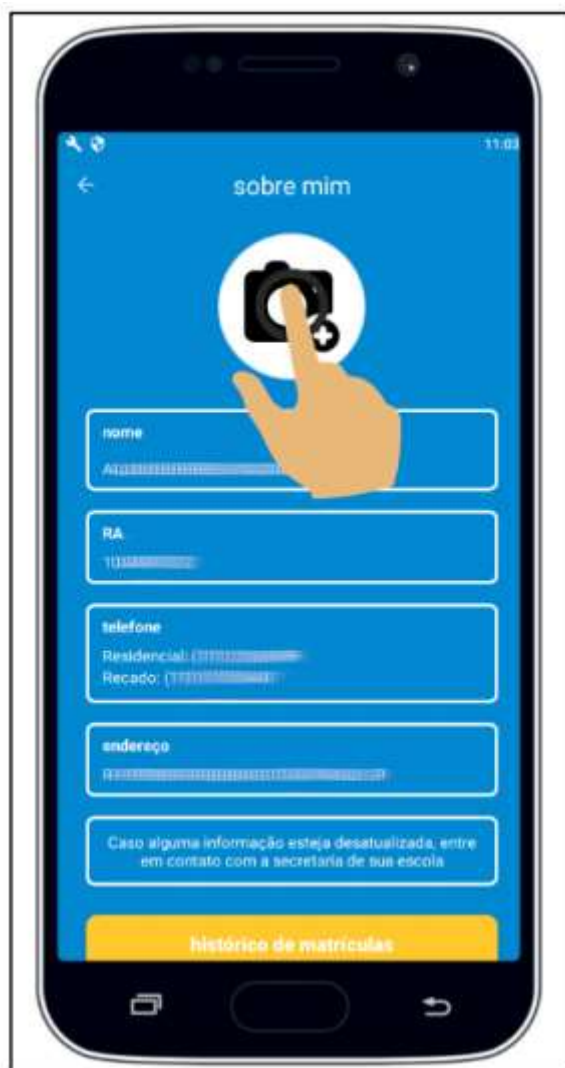 11:03
sobre mim
nome
RA
telefone
Residencial: (
Recado: (
endereço
Caso alguma informação esteja desatualizada, entre
em contato com a secretaria de sua escola
histórico de matrículas